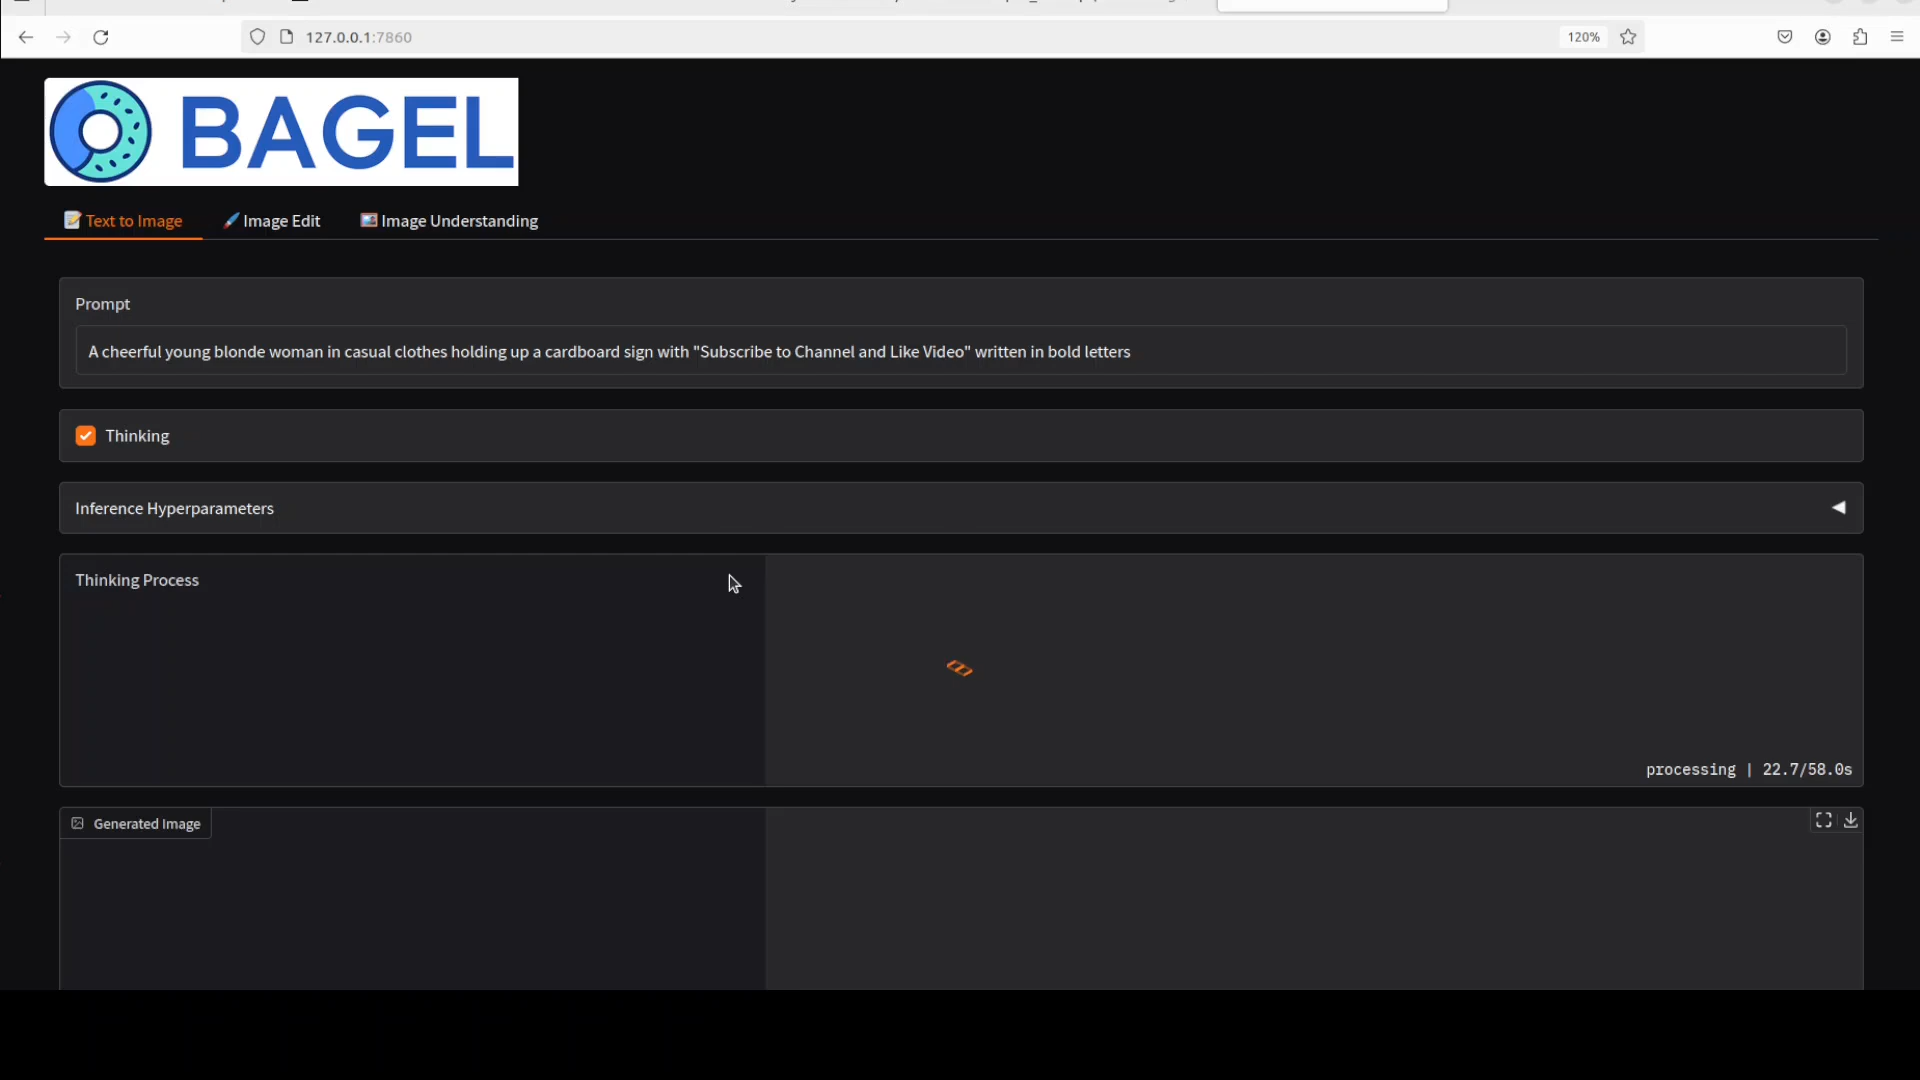 127.0.0.1:7860
120%
BAGEL
Text to Image
Image Edit
Image Understanding
Prompt
A cheerful young blonde woman in casual clothes holding up a cardboard sign with "Subscribe to Channel and Like Video" written in bold letters
Thinking
Inference Hyperparameters
Thinking Process
processing | 22.7/58.0s
Generated Image